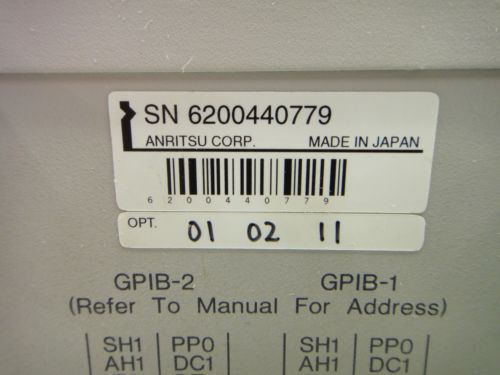 SN 6200440779
ANRITSU CORP. MADE IN JAPAN
6200440779
OPT. 01 02 11
GPIB-2 GPIB-1
(Refer To Manual For Address)
SH1 PP0 SH1 PP0
AH1 DC1 AH1 DC1